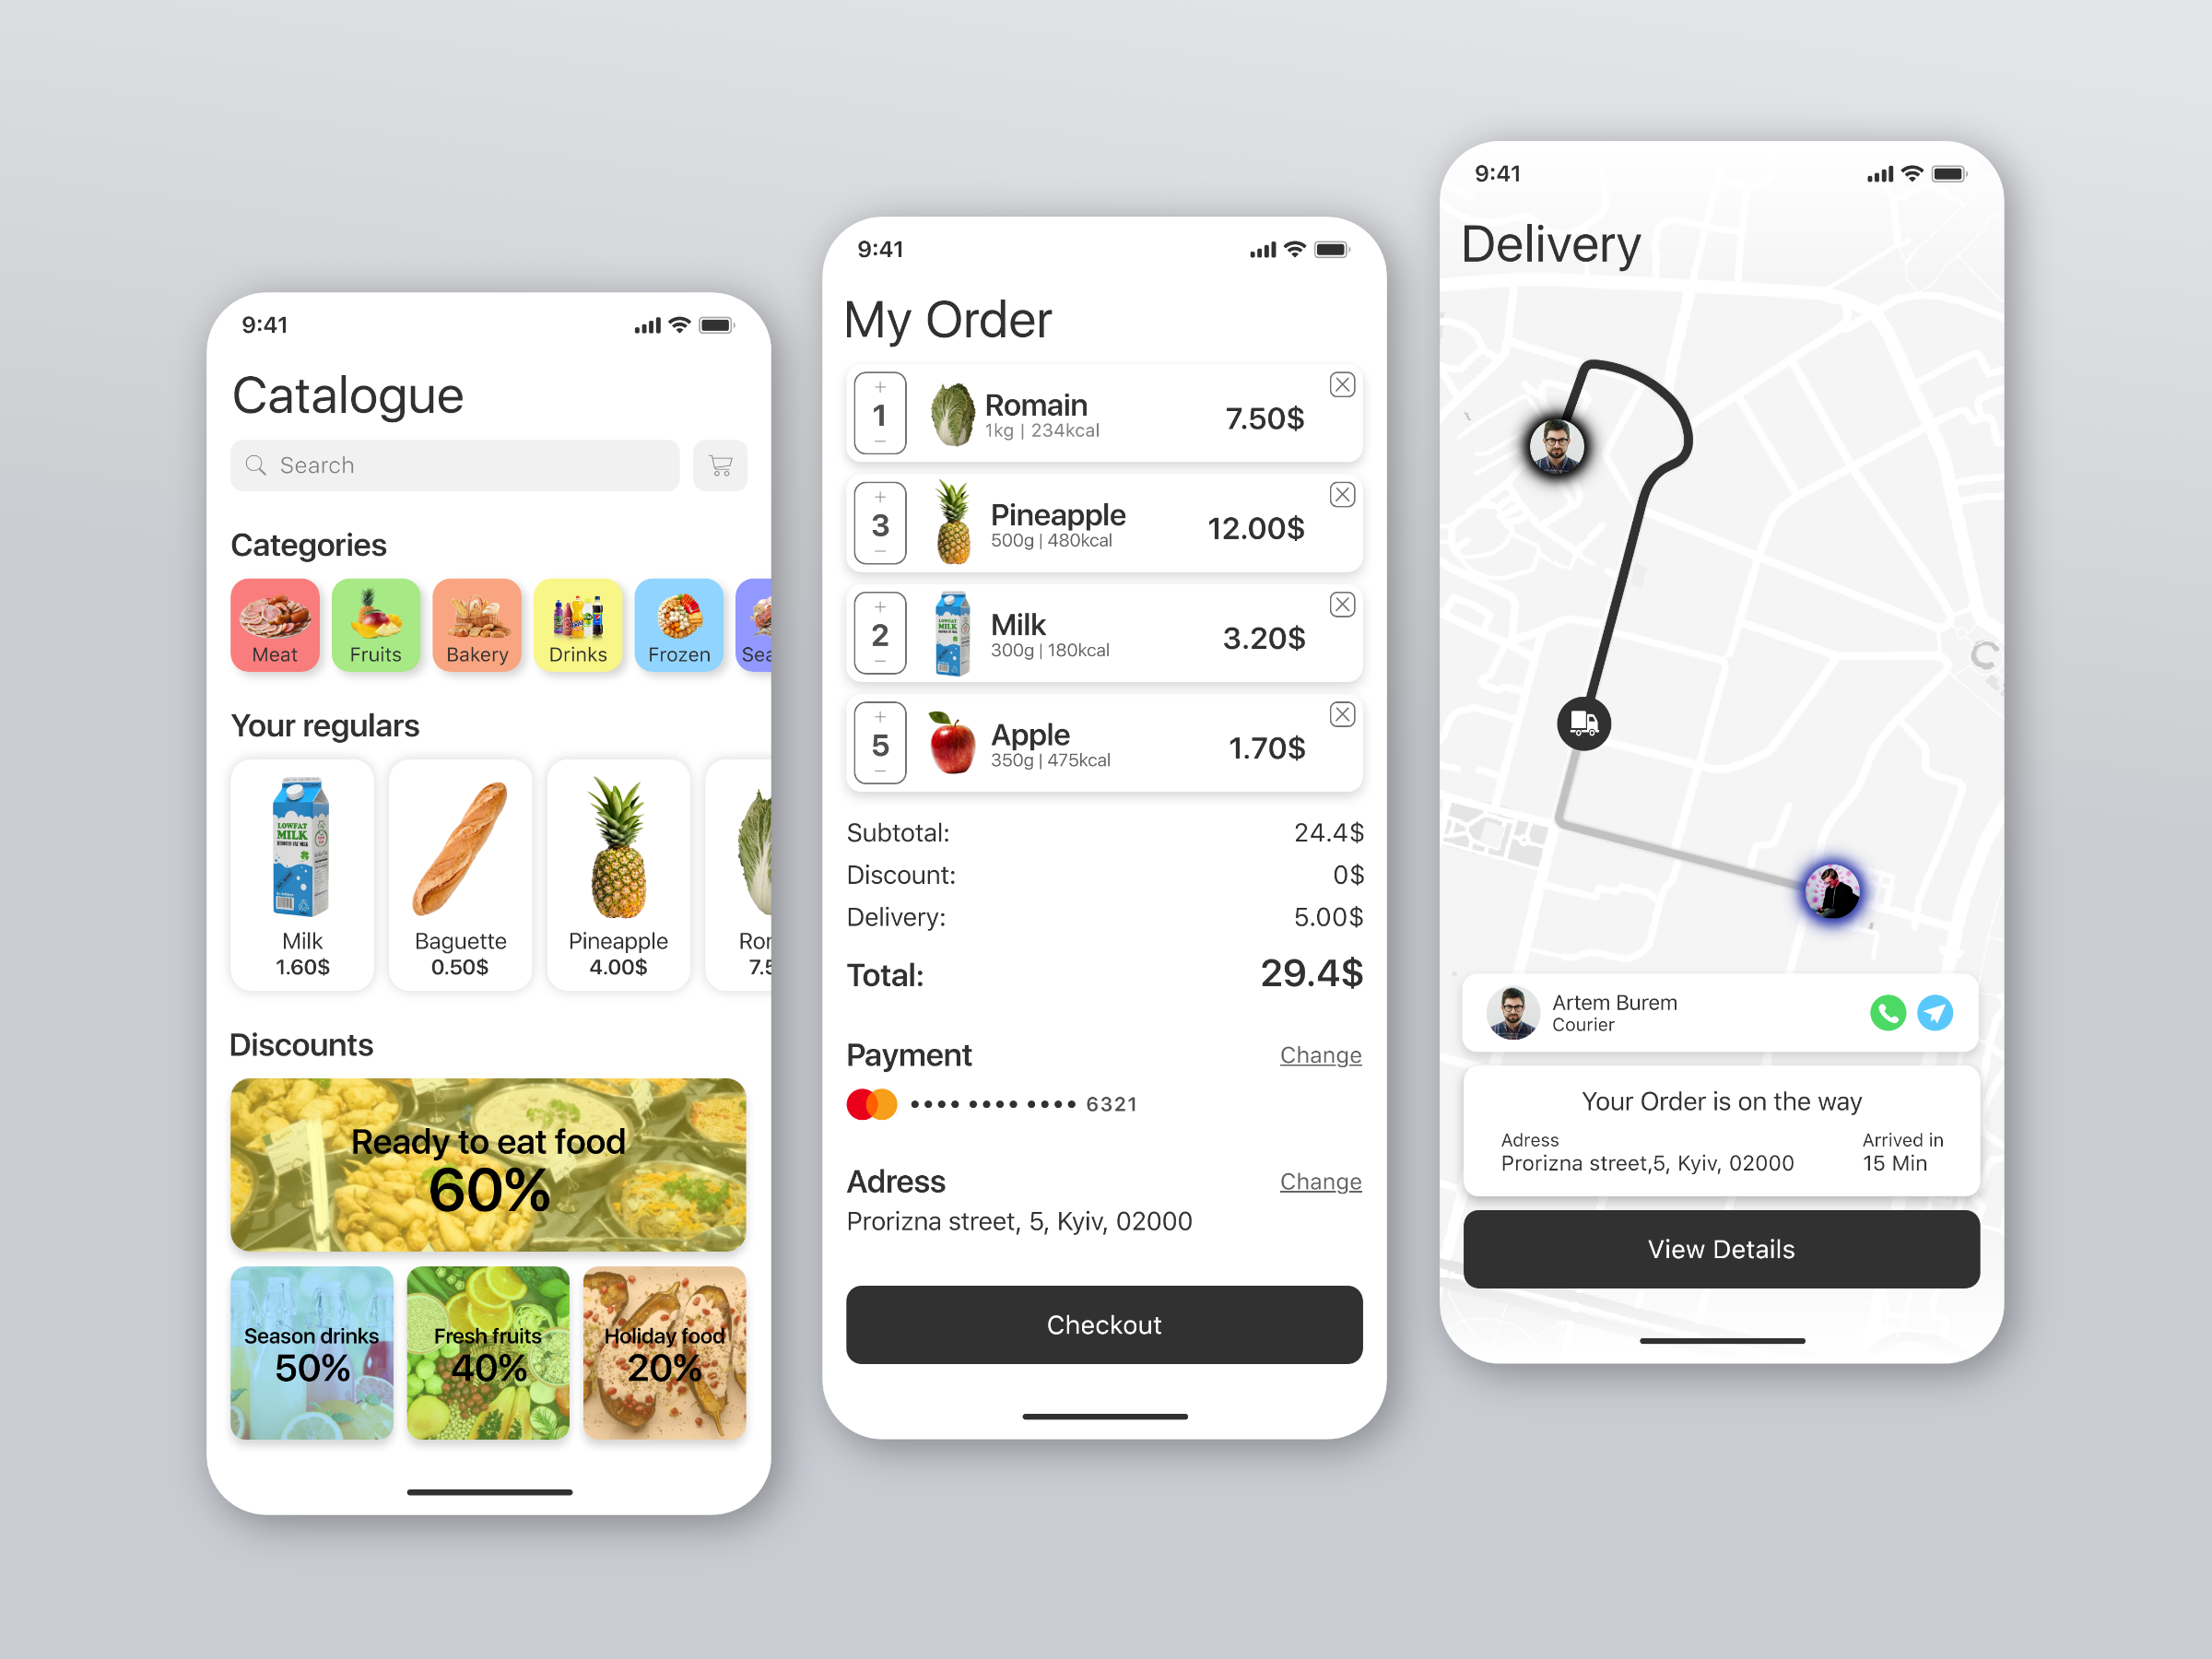 9:41
Catalogue
Search
Categories
Meat
Fruits
Bakery
Drinks
Frozen
Sea
Your regulars
LOWFAT
MILK
Milk
1.60$
Baguette
0.50$
Pineapple
4.00$
Ror
7.5
Discounts
Ready to eat food
60%
Season drinks
50%
Fresh fruits
40%
Holiday food
20%
9:41
My Order
+
1
−
Romain
1kg | 234kcal
7.50$
+
3
−
Pineapple
500g | 480kcal
12.00$
+
2
−
LOWFAT
MILK
Milk
300g | 180kcal
3.20$
+
5
−
Apple
350g | 475kcal
1.70$
Subtotal: 24.4$
Discount: 0$
Delivery: 5.00$
Total: 29.4$
Payment Change
•••• •••• •••• 6321
Adress Change
Prorizna street, 5, Kyiv, 02000
Checkout
9:41
Delivery
Artem Burem
Courier
Your Order is on the way
Adress
Prorizna street,5, Kyiv, 02000
Arrived in
15 Min
View Details